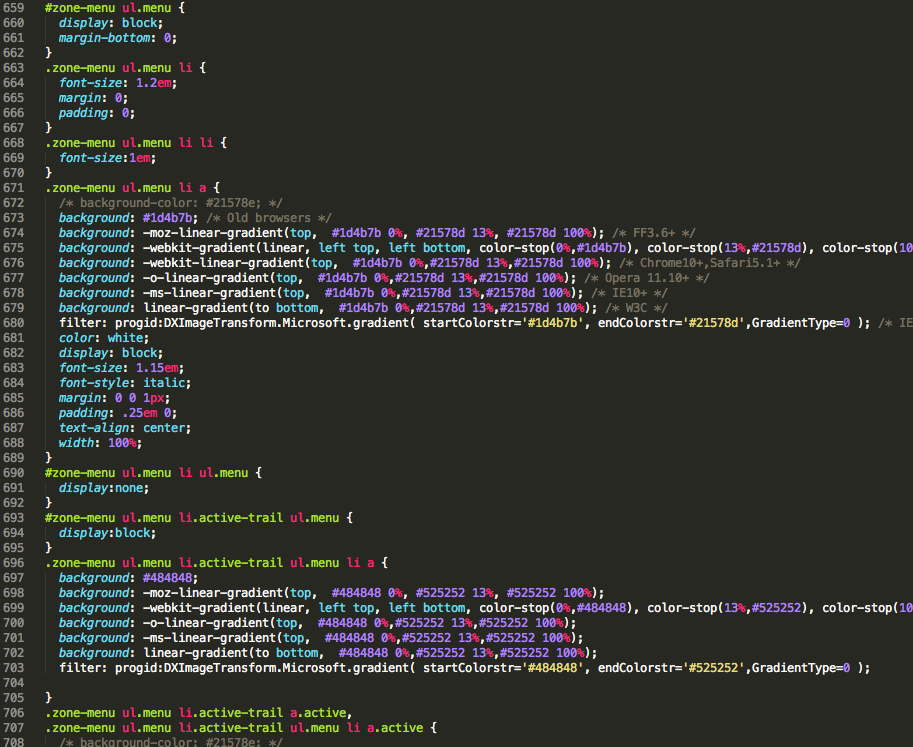 659 #zone-menu ul.menu {
660 display: block;
661 margin-bottom: 0;
662 }
663 .zone-menu ul.menu li {
664 font-size: 1.2em;
665 margin: 0;
666 padding: 0;
667 }
668 .zone-menu ul.menu li li {
669 font-size:1em;
670 }
671 .zone-menu ul.menu li a {
672 /* background-color: #21578e; */
673 background: #1d4b7b; /* Old browsers */
674 background: -moz-linear-gradient(top,  #1d4b7b 0%, #21578d 13%, #21578d 100%); /* FF3.6+ */
675 background: -webkit-gradient(linear, left top, left bottom, color-stop(0%,#1d4b7b), color-stop(13%,#21578d), color-stop(10
676 background: -webkit-linear-gradient(top,  #1d4b7b 0%,#21578d 13%,#21578d 100%); /* Chrome10+,Safari5.1+ */
677 background: -o-linear-gradient(top,  #1d4b7b 0%,#21578d 13%,#21578d 100%); /* Opera 11.10+ */
678 background: -ms-linear-gradient(top,  #1d4b7b 0%,#21578d 13%,#21578d 100%); /* IE10+ */
679 background: linear-gradient(to bottom,  #1d4b7b 0%,#21578d 13%,#21578d 100%); /* W3C */
680 filter: progid:DXImageTransform.Microsoft.gradient( startColorstr='#1d4b7b', endColorstr='#21578d',GradientType=0 ); /* IE
681 color: white;
682 display: block;
683 font-size: 1.15em;
684 font-style: italic;
685 margin: 0 0 1px;
686 padding: .25em 0;
687 text-align: center;
688 width: 100%;
689 }
690 #zone-menu ul.menu li ul.menu {
691 display:none;
692 }
693 #zone-menu ul.menu li.active-trail ul.menu {
694 display:block;
695 }
696 .zone-menu ul.menu li.active-trail ul.menu li a {
697 background: #484848;
698 background: -moz-linear-gradient(top,  #484848 0%, #525252 13%, #525252 100%);
699 background: -webkit-gradient(linear, left top, left bottom, color-stop(0%,#484848), color-stop(13%,#525252), color-stop(10
700 background: -o-linear-gradient(top,  #484848 0%,#525252 13%,#525252 100%);
701 background: -ms-linear-gradient(top,  #484848 0%,#525252 13%,#525252 100%);
702 background: linear-gradient(to bottom,  #484848 0%,#525252 13%,#525252 100%);
703 filter: progid:DXImageTransform.Microsoft.gradient( startColorstr='#484848', endColorstr='#525252',GradientType=0 );
704
705 }
706 .zone-menu ul.menu li.active-trail a.active,
707 .zone-menu ul.menu li.active-trail ul.menu li a.active {
708 /* background-color: #21578e; */